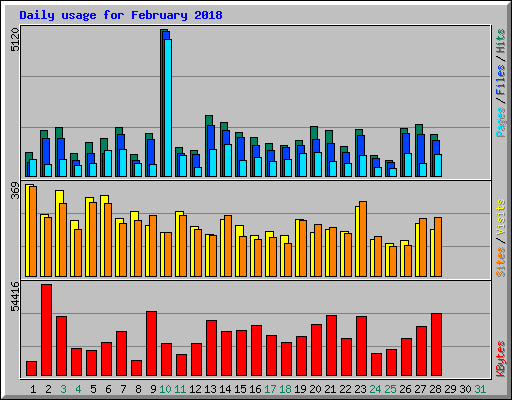 Daily usage for February 2018
5120
Pages / Files / Hits
369
Sites / Visits
54416
KBytes
1 2 3 4 5 6 7 8 9 10 11 12 13 14 15 16 17 18 19 20 21 22 23 24 25 26 27 28 29 30 31